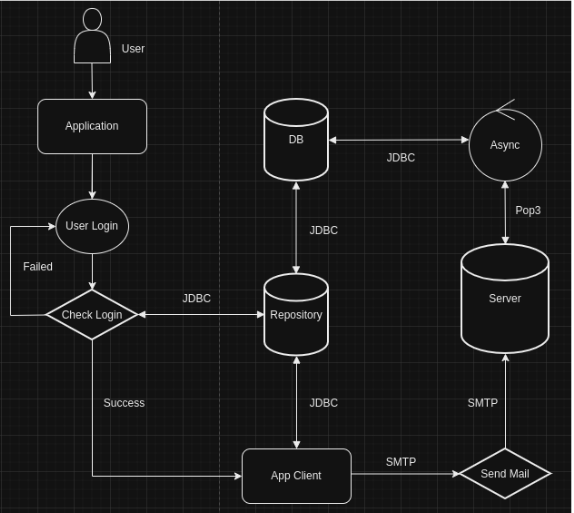 User
Application
DB
Async
JDBC
Pop3
User Login
JDBC
Failed
JDBC
Server
Check Login
Repository
Success
JDBC
SMTP
SMTP
App Client
Send Mail